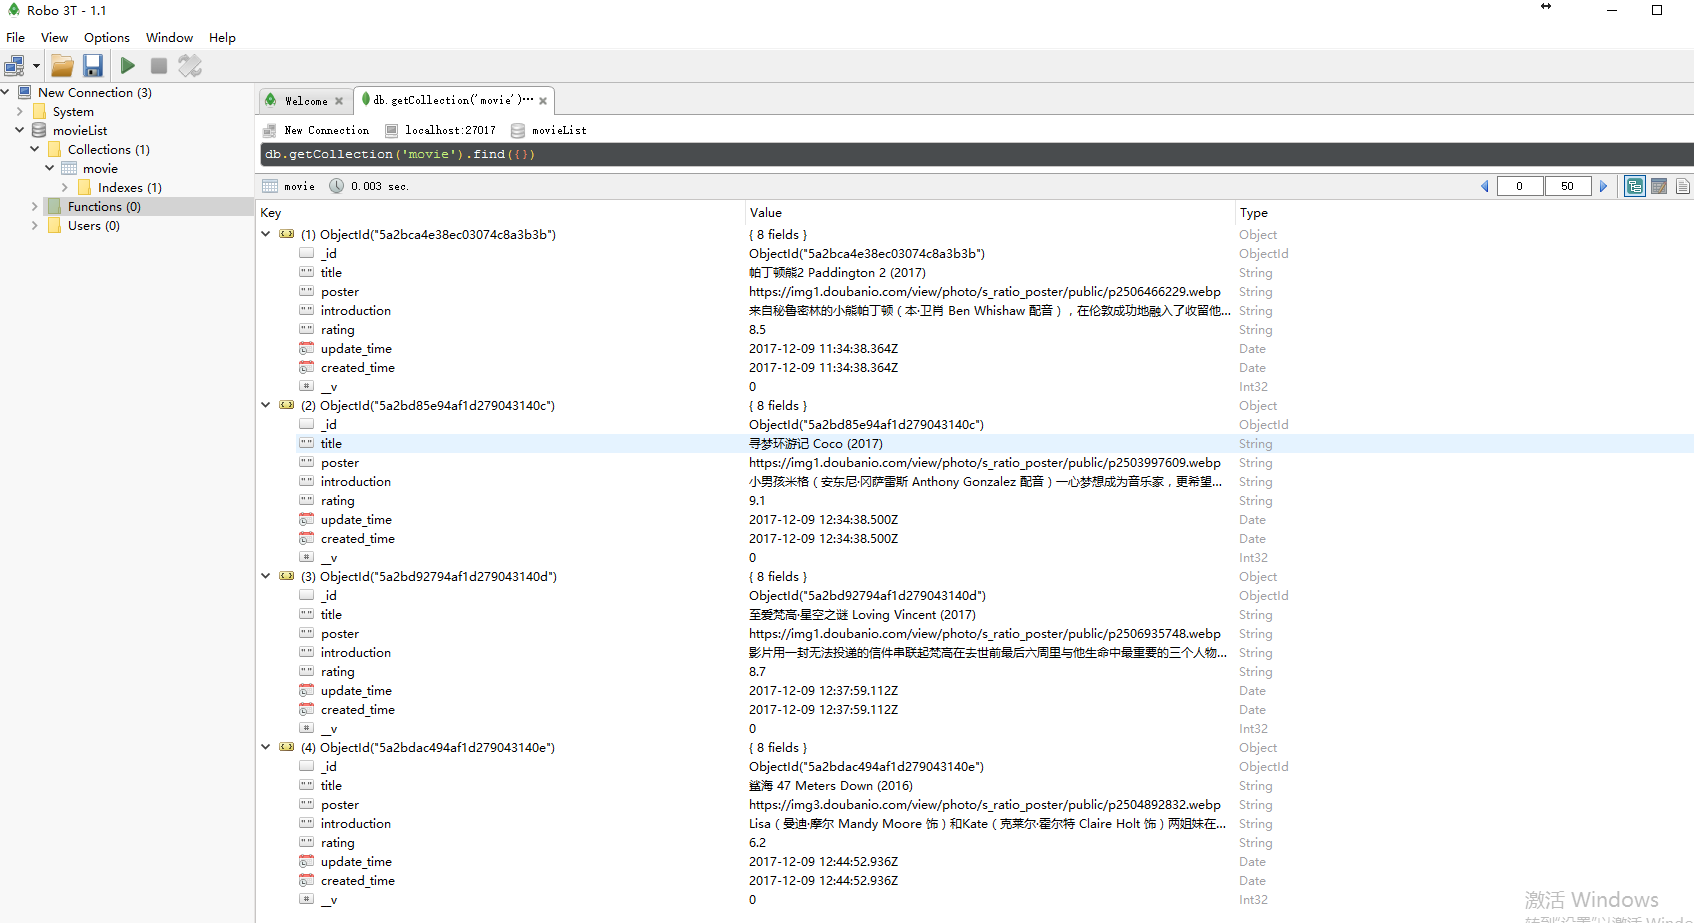 Robo 3T - 1.1
File View Options Window Help
New Connection (3)
System
movieList
Collections (1)
movie
Indexes (1)
Functions (0)
Users (0)
Welcome db.getCollection('movie')···
New Connection localhost:27017 movieList
db.getCollection('movie').find({})
movie 0.003 sec. 0 50
Key Value Type
(1) ObjectId("5a2bca4e38ec03074c8a3b3b") { 8 fields } Object
_id ObjectId("5a2bca4e38ec03074c8a3b3b") ObjectId
title 帕丁顿熊2 Paddington 2 (2017) String
poster https://img1.doubanio.com/view/photo/s_ratio_poster/public/p2506466229.webp String
introduction 来自秘鲁密林的小熊帕丁顿（本·卫肖 Ben Whishaw 配音），在伦敦成功地融入了收留他... String
rating 8.5 String
update_time 2017-12-09 11:34:38.364Z Date
created_time 2017-12-09 11:34:38.364Z Date
__v 0 Int32
(2) ObjectId("5a2bd85e94af1d279043140c") { 8 fields } Object
_id ObjectId("5a2bd85e94af1d279043140c") ObjectId
title 寻梦环游记 Coco (2017) String
poster https://img1.doubanio.com/view/photo/s_ratio_poster/public/p2503997609.webp String
introduction 小男孩米格（安东尼·冈萨雷斯 Anthony Gonzalez 配音）一心梦想成为音乐家，更希望... String
rating 9.1 String
update_time 2017-12-09 12:34:38.500Z Date
created_time 2017-12-09 12:34:38.500Z Date
__v 0 Int32
(3) ObjectId("5a2bd92794af1d279043140d") { 8 fields } Object
_id ObjectId("5a2bd92794af1d279043140d") ObjectId
title 至爱梵高·星空之谜 Loving Vincent (2017) String
poster https://img1.doubanio.com/view/photo/s_ratio_poster/public/p2506935748.webp String
introduction 影片用一封无法投递的信件串联起梵高在去世前最后六周里与他生命中最重要的三个人物... String
rating 8.7 String
update_time 2017-12-09 12:37:59.112Z Date
created_time 2017-12-09 12:37:59.112Z Date
__v 0 Int32
(4) ObjectId("5a2bdac494af1d279043140e") { 8 fields } Object
_id ObjectId("5a2bdac494af1d279043140e") ObjectId
title 鲨海 47 Meters Down (2016) String
poster https://img3.doubanio.com/view/photo/s_ratio_poster/public/p2504892832.webp String
introduction Lisa（曼迪·摩尔 Mandy Moore 饰）和Kate（克莱尔·霍尔特 Claire Holt 饰）两姐妹在... String
rating 6.2 String
update_time 2017-12-09 12:44:52.936Z Date
created_time 2017-12-09 12:44:52.936Z Date
__v 0 Int32
激活 Windows
转到"设置"以激活